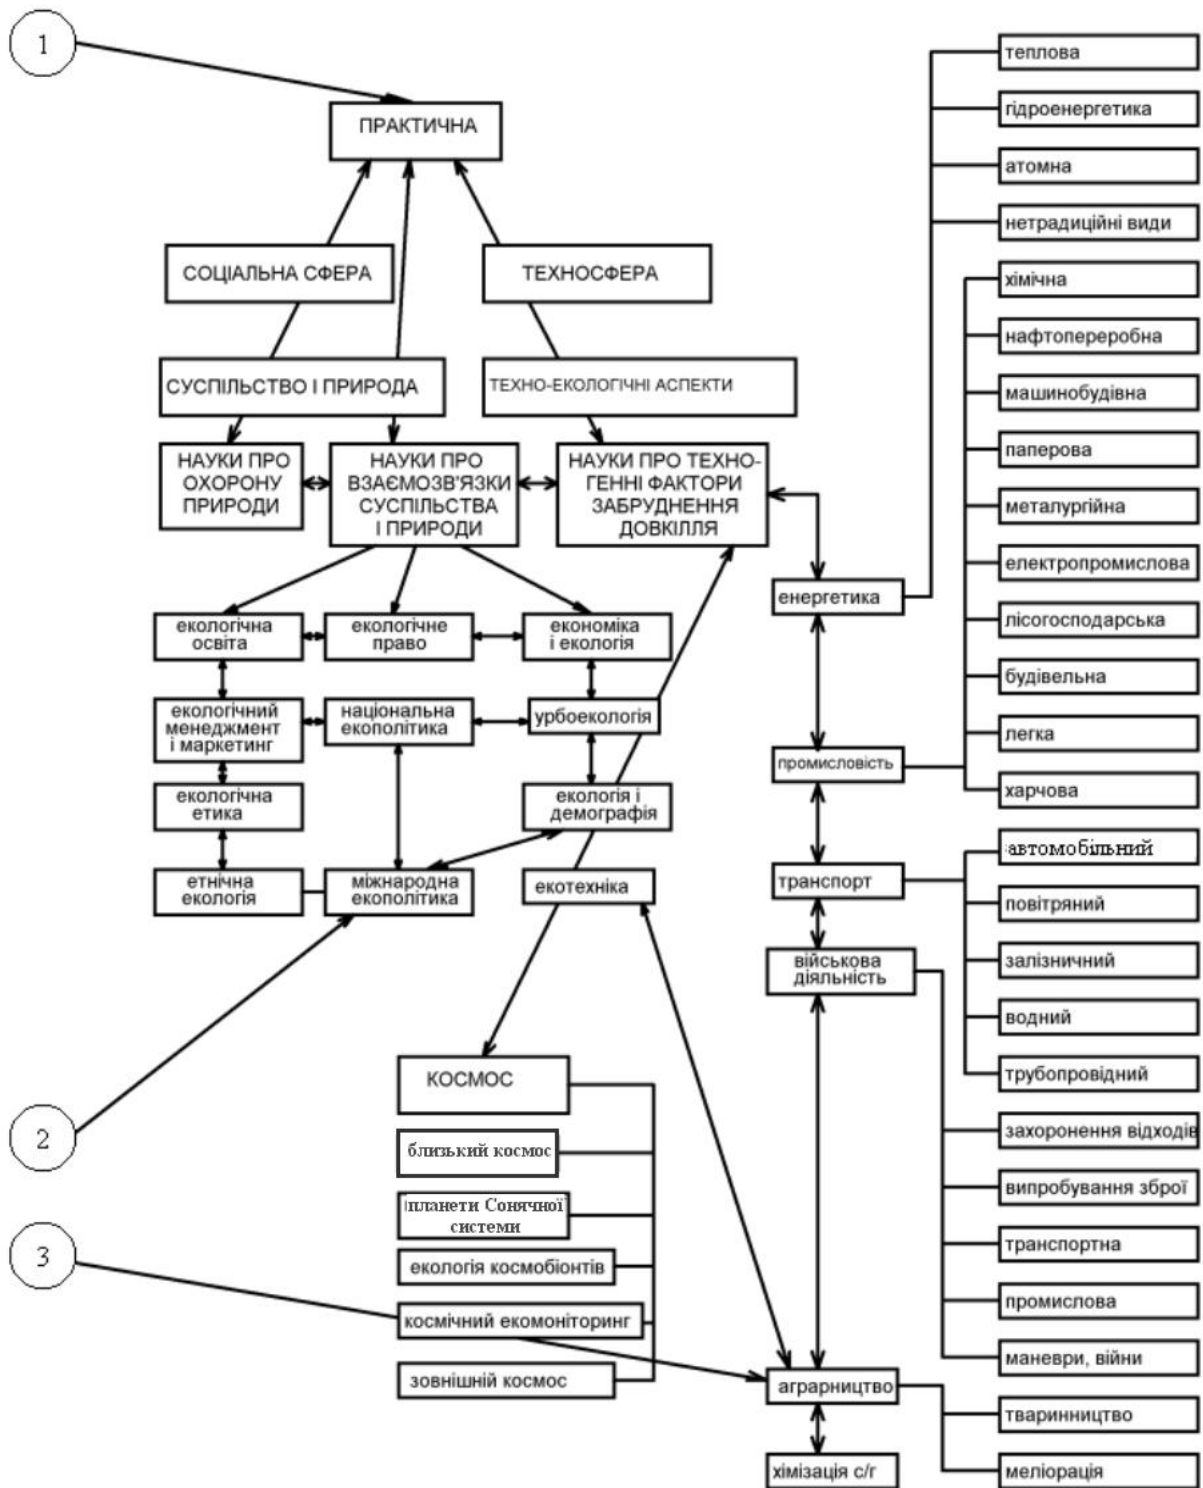 1
ПРАКТИЧНА
СОЦІАЛЬНА СФЕРА
ТЕХНОСФЕРА
СУСПІЛЬСТВО І ПРИРОДА
ТЕХНО-ЕКОЛОГІЧНІ АСПЕКТИ
НАУКИ ПРО
ОХОРОНУ
ПРИРОДИ
НАУКИ ПРО
ВЗАЄМОЗВ'ЯЗКИ
СУСПІЛЬСТВА
І ПРИРОДИ
НАУКИ ПРО ТЕХНО-
ГЕННІ ФАКТОРИ
ЗАБРУДНЕННЯ
ДОВКІЛЛЯ
екологічна
освіта
екологічне
право
економіка
і екологія
екологічний
менеджмент
і маркетинг
національна
екополітика
урбоекологія
екологічна
етика
екологія і
демографія
етнічна
екологія
міжнародна
екополітика
екотехніка
2
КОСМОС
близький космос
планети Сонячної
системи
екологія космобіонтів
космічний екомоніторинг
зовнішній космос
3
енергетика
промисловість
транспорт
військова
діяльність
аграрництво
хімізація с/г
теплова
гідроенергетика
атомна
нетрадиційні види
хімічна
нафтопереробна
машинобудівна
паперова
металургійна
електропромислова
лісогосподарська
будівельна
легка
харчова
автомобільний
повітряний
залізничний
водний
трубопровідний
захоронення відходів
випробування зброї
транспортна
промислова
маневри, війни
тваринництво
меліорація